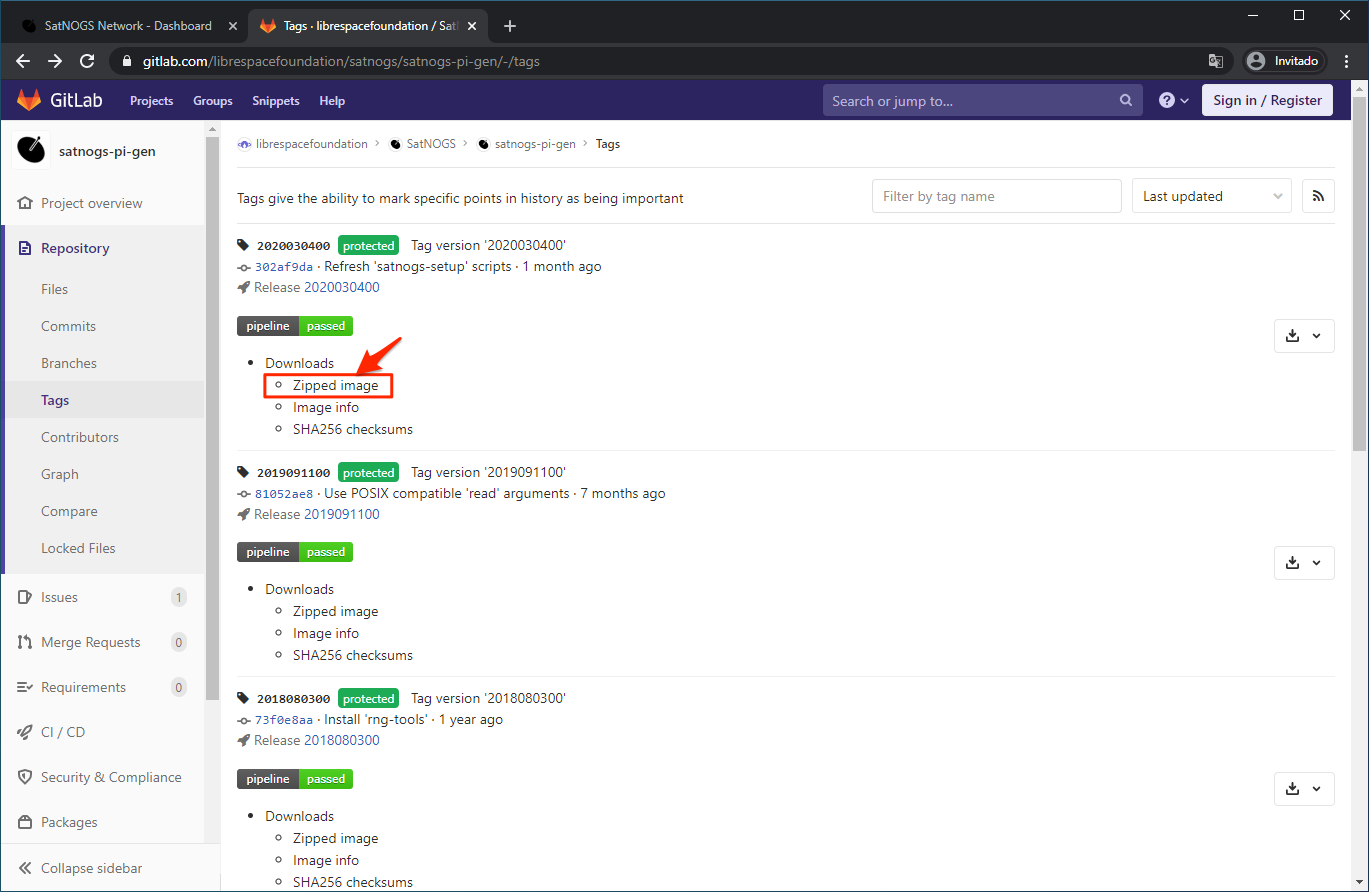 SatNOGS Network - Dashboard
Tags · librespacefoundation / Sat
gitlab.com/librespacefoundation/satnogs/satnogs-pi-gen/-/tags
Invitado
GitLab
Projects
Groups
Snippets
Help
Search or jump to...
Sign in / Register
satnogs-pi-gen
Project overview
Repository
Files
Commits
Branches
Tags
Contributors
Graph
Compare
Locked Files
Issues 1
Merge Requests 0
Requirements 0
CI / CD
Security & Compliance
Packages
Collapse sidebar
librespacefoundation > SatNOGS > satnogs-pi-gen > Tags
Tags give the ability to mark specific points in history as being important
Filter by tag name
Last updated
2020030400 protected Tag version '2020030400'
302af9da · Refresh 'satnogs-setup' scripts · 1 month ago
Release 2020030400
pipeline passed
Downloads
Zipped image
Image info
SHA256 checksums
2019091100 protected Tag version '2019091100'
81052ae8 · Use POSIX compatible 'read' arguments · 7 months ago
Release 2019091100
pipeline passed
Downloads
Zipped image
Image info
SHA256 checksums
2018080300 protected Tag version '2018080300'
73f0e8aa · Install 'rng-tools' · 1 year ago
Release 2018080300
pipeline passed
Downloads
Zipped image
Image info
SHA256 checksums